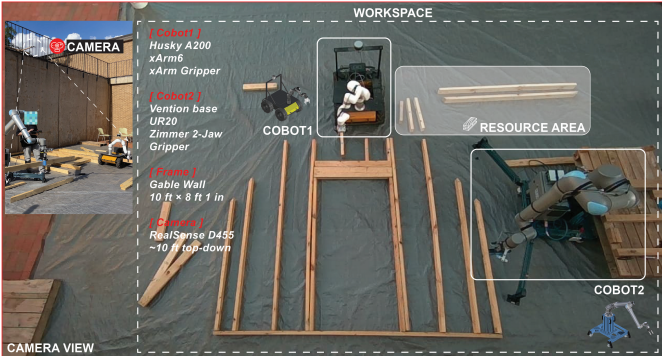 WORKSPACE
CAMERA
[ Cobot1 ]
Husky A200
xArm6
xArm Gripper
[ Cobot2 ]
Vention base
UR20
Zimmer 2-Jaw
Gripper
[ Frame ]
Gable Wall
10 ft × 8 ft 1 in
RealSense D455
~10 ft top-down
COBOT1
RESOURCE AREA
COBOT2
CAMERA VIEW